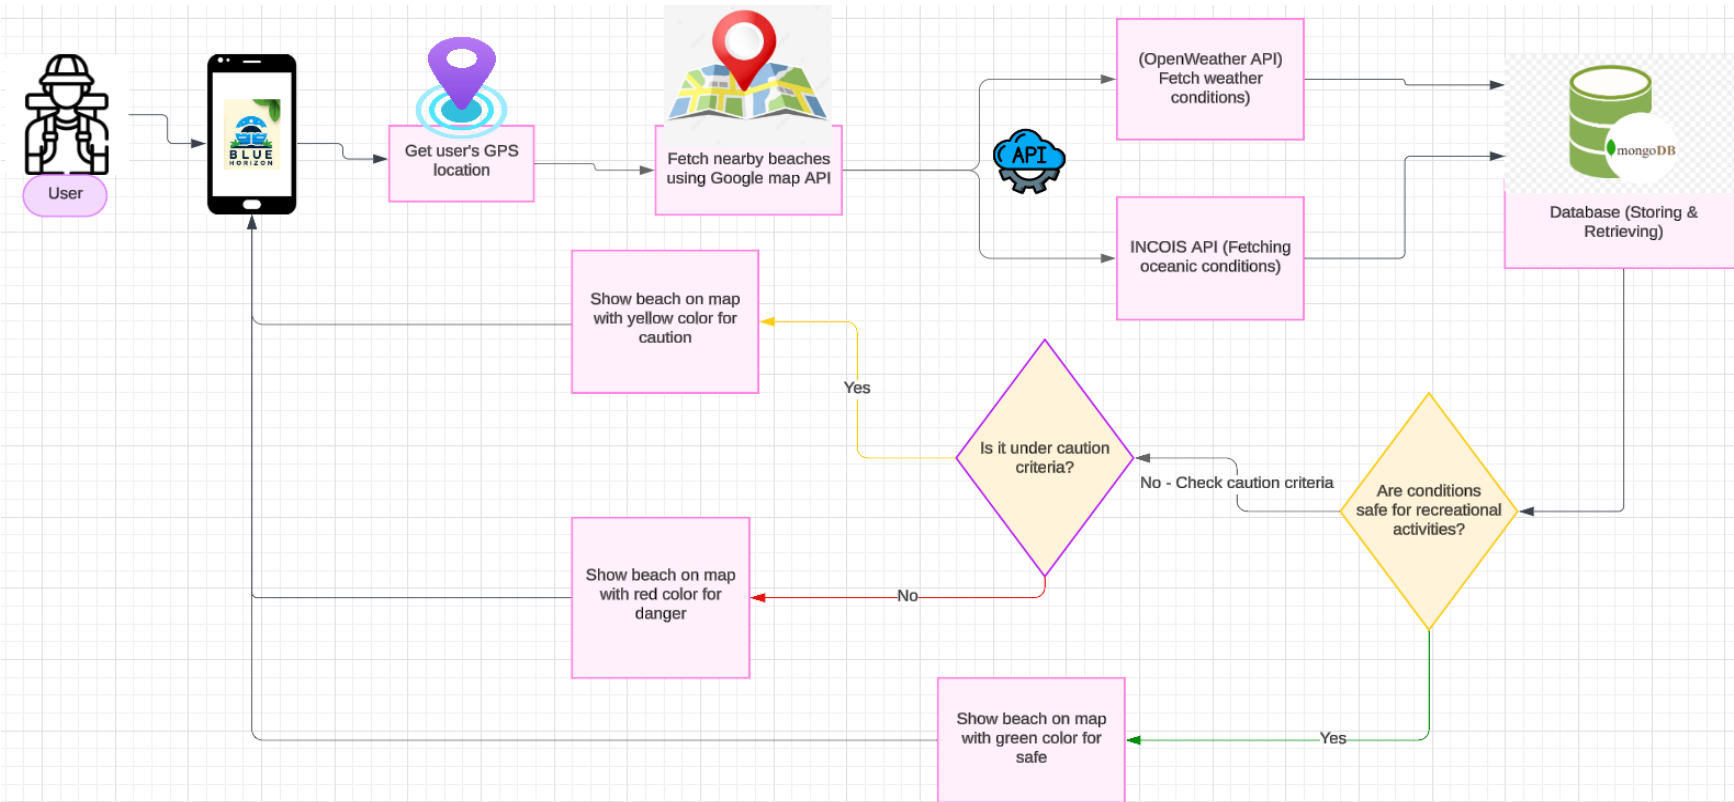 User
BLUE
HORIZON
Get user's GPS
location
Fetch nearby beaches
using Google map API
API
(OpenWeather API)
Fetch weather
conditions)
INCOIS API (Fetching
oceanic conditions)
mongoDB
Database (Storing &
Retrieving)
Show beach on map
with yellow color for
caution
Yes
Is it under caution
criteria?
No - Check caution criteria
Are conditions
safe for recreational
activities?
Show beach on map
with red color for
danger
No
Show beach on map
with green color for
safe
Yes